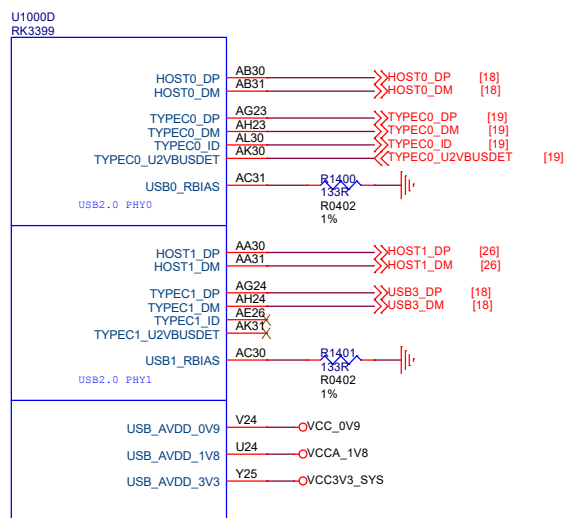 U1000D
RK3399
HOST0_DP AB30 HOST0_DP [18]
HOST0_DM AB31 HOST0_DM [18]
TYPEC0_DP AG23 TYPEC0_DP [19]
TYPEC0_DM AH23 TYPEC0_DM [19]
TYPEC0_ID AL30 TYPEC0_ID [19]
TYPEC0_U2VBUSDET AK30 TYPEC0_U2VBUSDET [19]
USB0_RBIAS AC31 R1400
133R
USB2.0 PHY0 R0402
1%
HOST1_DP AA30 HOST1_DP [26]
HOST1_DM AA31 HOST1_DM [26]
TYPEC1_DP AG24 USB3_DP [18]
TYPEC1_DM AH24 USB3_DM [18]
TYPEC1_ID AE26
TYPEC1_U2VBUSDET AK31
USB1_RBIAS AC30 R1401
133R
USB2.0 PHY1 R0402
1%
USB_AVDD_0V9 V24 VCC_0V9
USB_AVDD_1V8 U24 VCCA_1V8
USB_AVDD_3V3 Y25 VCC3V3_SYS